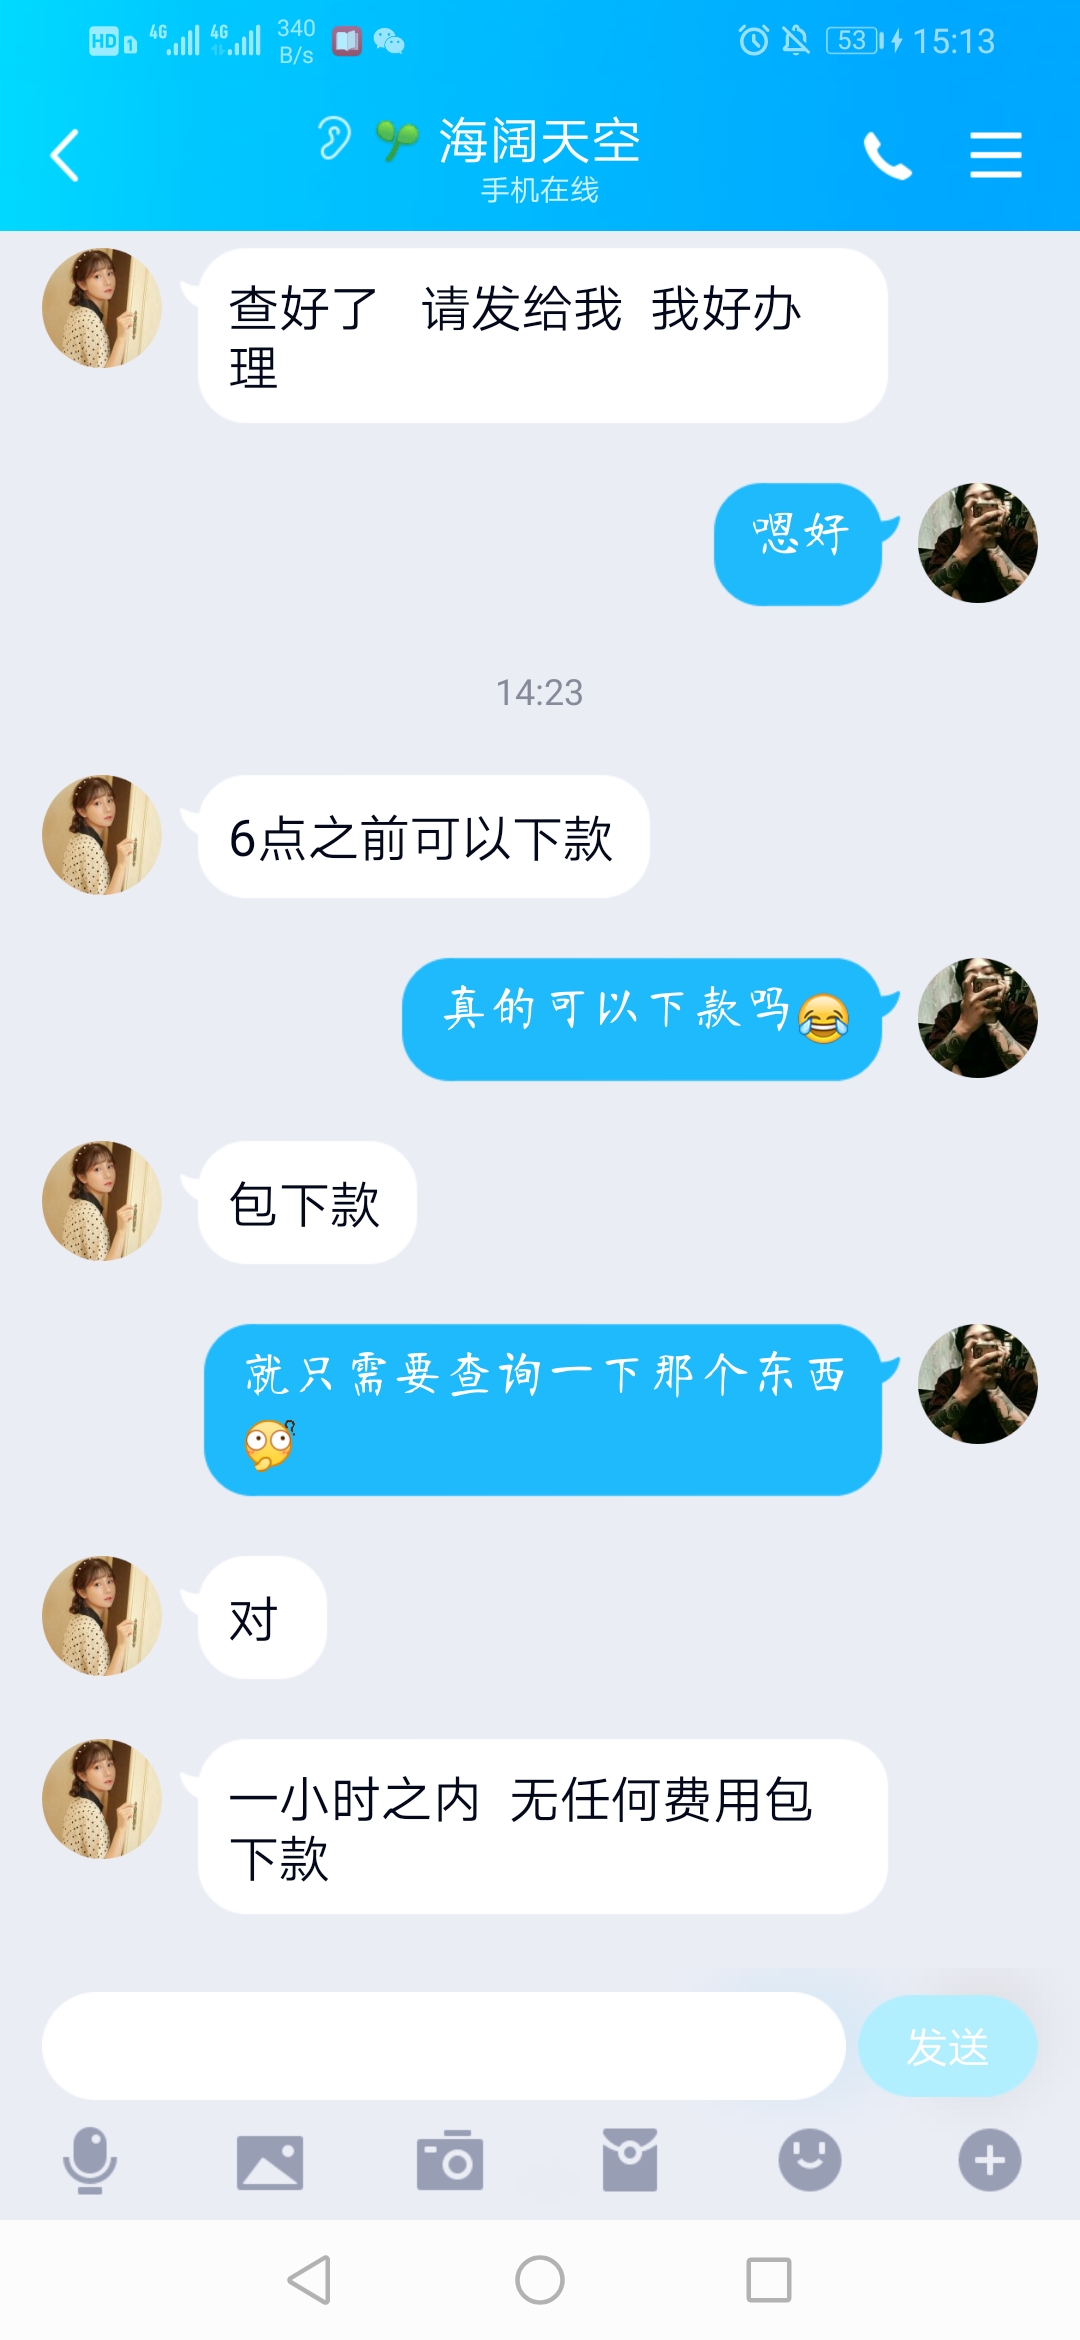 HD 1 4G 4G 340 B/s 53 15:13
海阔天空
手机在线
查好了 请发给我 我好办
理
嗯好
14:23
6点之前可以下款
真的可以下款吗😂
包下款
就只需要查询一下那个东西
对
一小时之内 无任何费用包
下款
发送